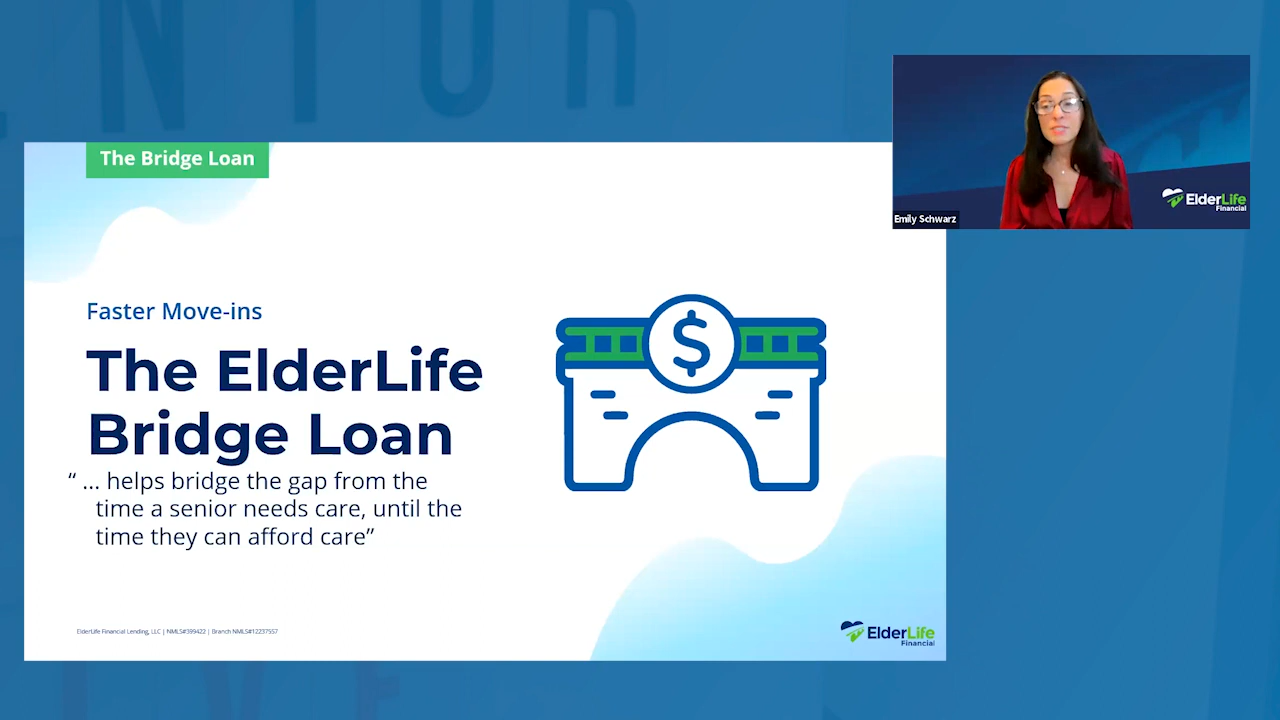 The Bridge Loan
Faster Move-ins
The ElderLife
Bridge Loan
“ ... helps bridge the gap from the
time a senior needs care, until the
time they can afford care”
$
ElderLife Financial Lending, LLC | NMLS#399422 | Branch NMLS#12237557
ElderLife
Financial
Emily Schwarz
ElderLife
Financial